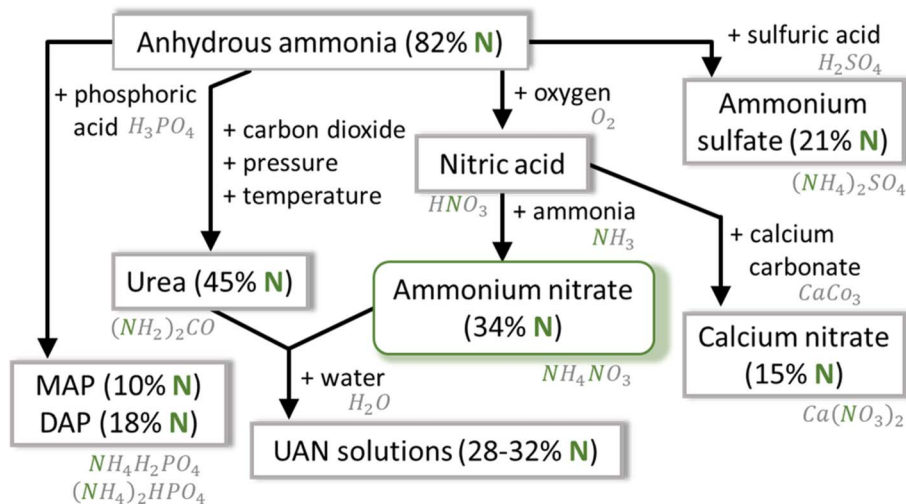 Anhydrous ammonia (82% N)
+ sulfuric acid
H₂SO₄
+ phosphoric
acid H₃PO₄
+ oxygen
O₂
+ carbon dioxide
+ pressure
+ temperature
Ammonium
sulfate (21% N)
(NH₄)₂SO₄
Nitric acid
HNO₃
+ ammonia
NH₃
+ calcium
carbonate
CaCo₃
Urea (45% N)
(NH₂)₂CO
Ammonium nitrate
(34% N)
NH₄NO₃
Calcium nitrate
(15% N)
Ca(NO₃)₂
MAP (10% N)
DAP (18% N)
NH₄H₂PO₄
(NH₄)₂HPO₄
+ water
H₂O
UAN solutions (28-32% N)